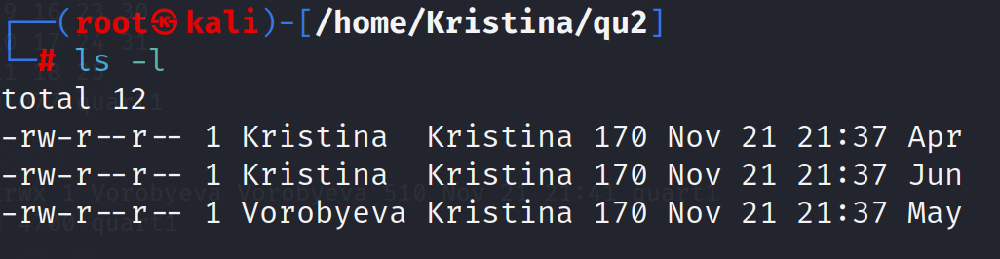 ┌──(root㉿kali)-[/home/Kristina/qu2]
└─# ls -l
total 12
-rw-r--r-- 1 Kristina  Kristina 170 Nov 21 21:37 Apr
-rw-r--r-- 1 Kristina  Kristina 170 Nov 21 21:37 Jun
-rw-r--r-- 1 Vorobyeva Kristina 170 Nov 21 21:37 May